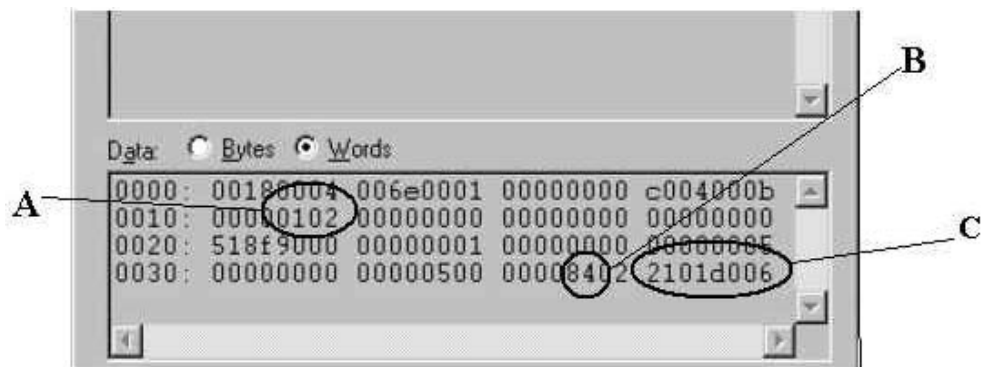 B
Data: Bytes Words
0000: 00180004 006e0001 00000000 c004000b
A
0010: 00000102 00000000 00000000 00000000
C
0020: 518f9000 00000001 00000000 00000005
0030: 00000000 00000500 00008402 2101d006